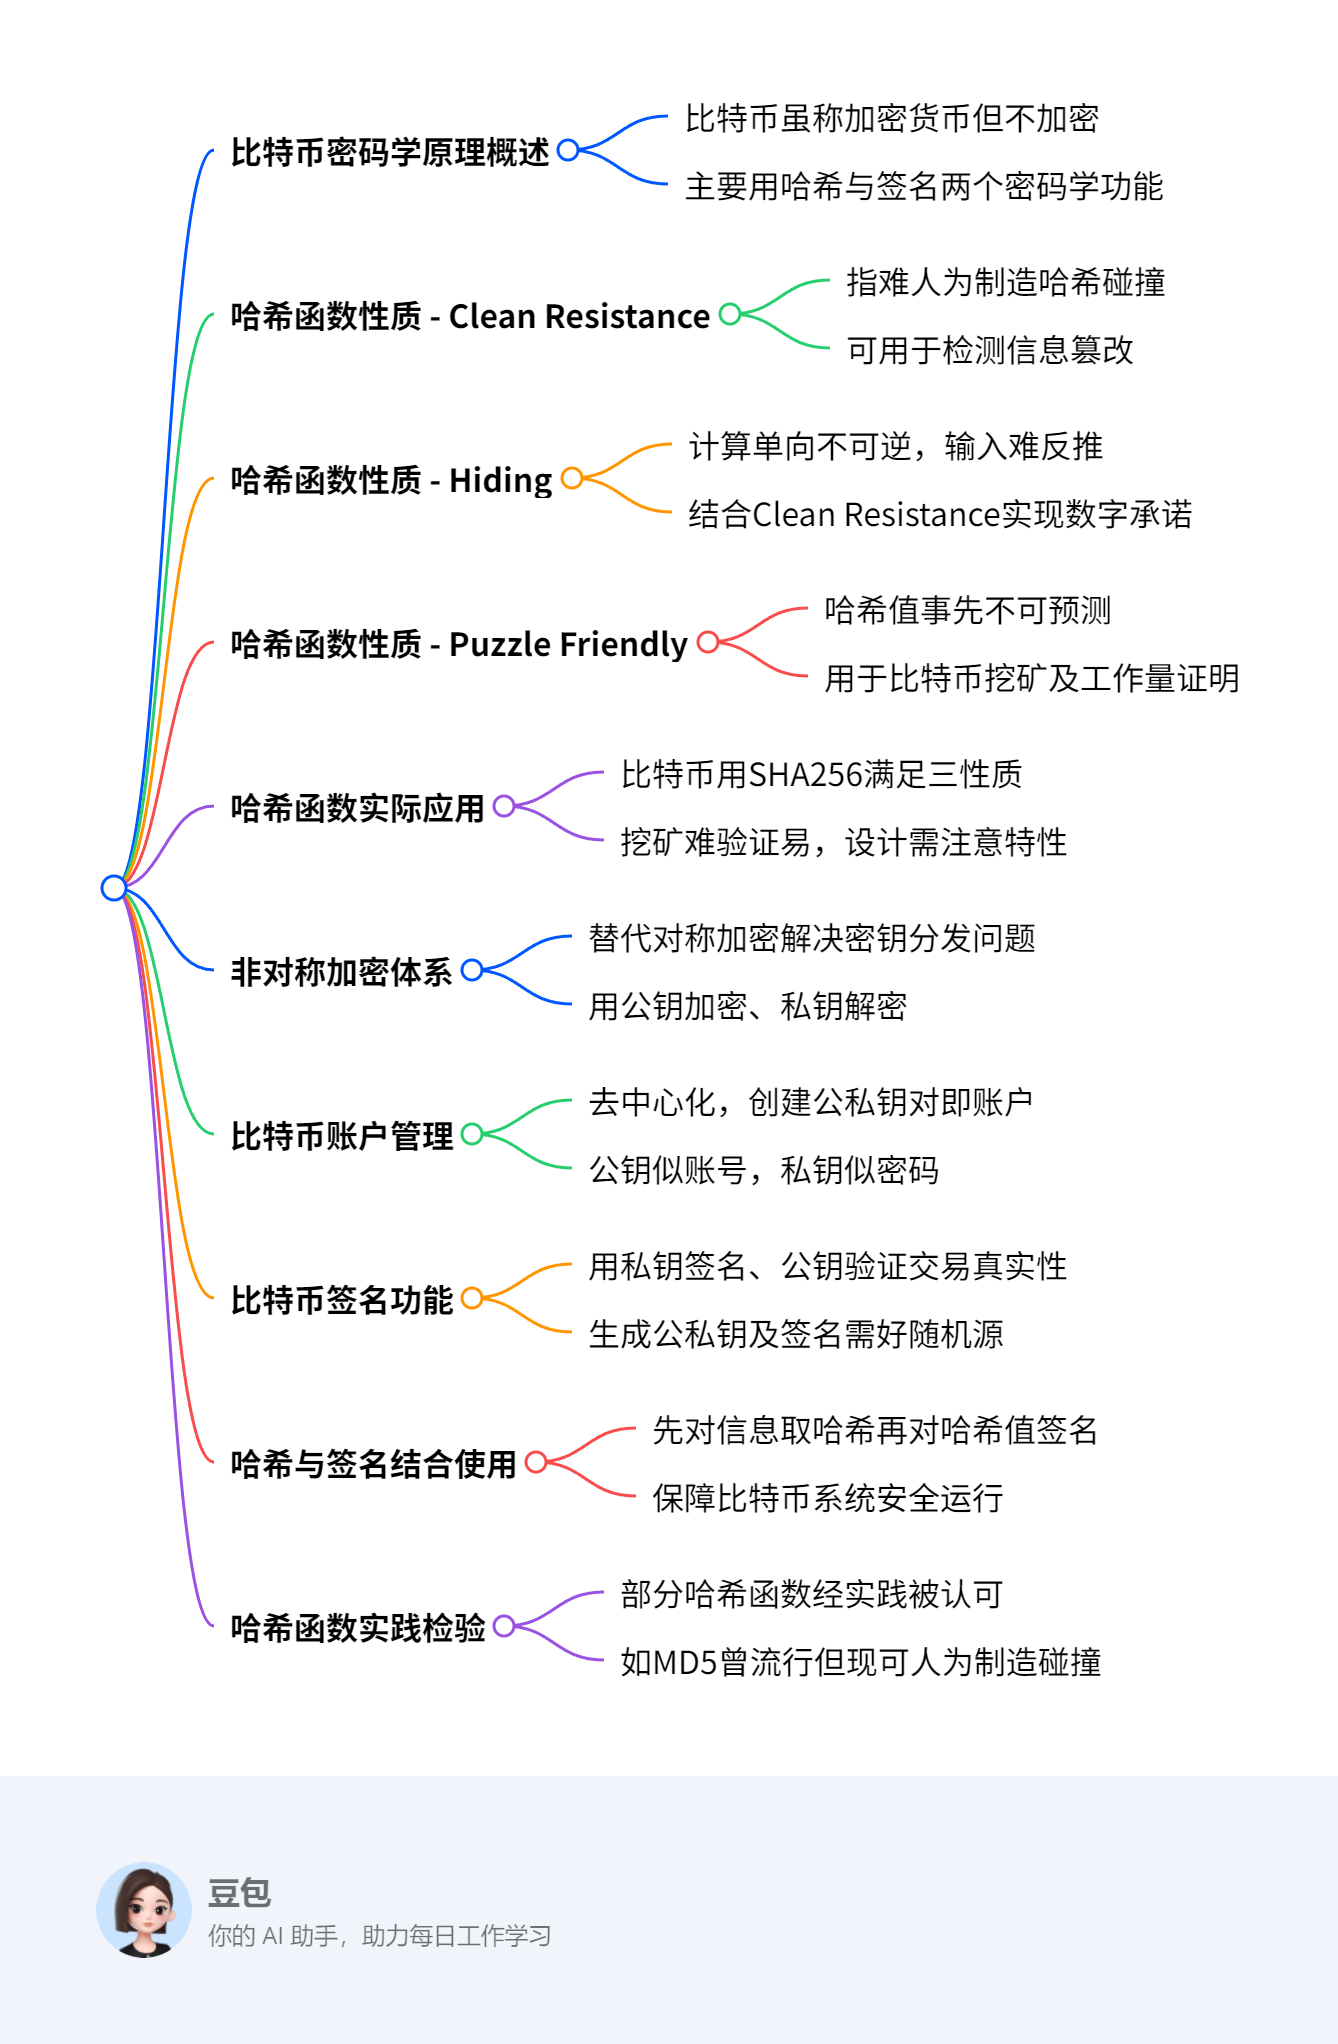 比特币密码学原理概述
比特币虽称加密货币但不加密
主要用哈希与签名两个密码学功能
哈希函数性质 - Clean Resistance
指难人为制造哈希碰撞
可用于检测信息篡改
哈希函数性质 - Hiding
计算单向不可逆，输入难反推
结合Clean Resistance实现数字承诺
哈希函数性质 - Puzzle Friendly
哈希值事先不可预测
用于比特币挖矿及工作量证明
哈希函数实际应用
比特币用SHA256满足三性质
挖矿难验证易，设计需注意特性
非对称加密体系
替代对称加密解决密钥分发问题
用公钥加密、私钥解密
比特币账户管理
去中心化，创建公私钥对即账户
公钥似账号，私钥似密码
比特币签名功能
用私钥签名、公钥验证交易真实性
生成公私钥及签名需好随机源
哈希与签名结合使用
先对信息取哈希再对哈希值签名
保障比特币系统安全运行
哈希函数实践检验
部分哈希函数经实践被认可
如MD5曾流行但现可人为制造碰撞
豆包
你的 AI 助手，助力每日工作学习